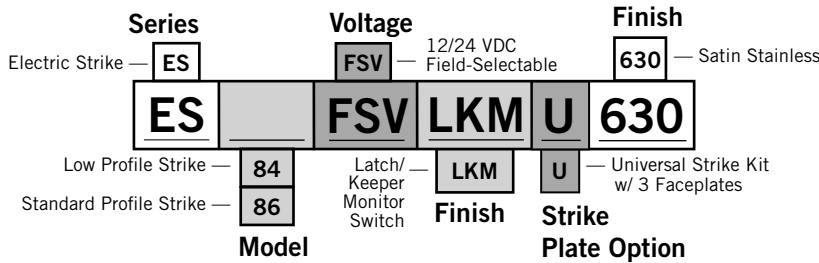 Series
Voltage
Finish
Electric Strike
ES
FSV
12/24 VDC
Field-Selectable
630
Satin Stainless
ES
FSV
LKM
U
630
Low Profile Strike
84
Standard Profile Strike
86
Model
Latch/
Keeper
Monitor
Switch
LKM
Finish
U
Universal Strike Kit
w/ 3 Faceplates
Strike
Plate Option